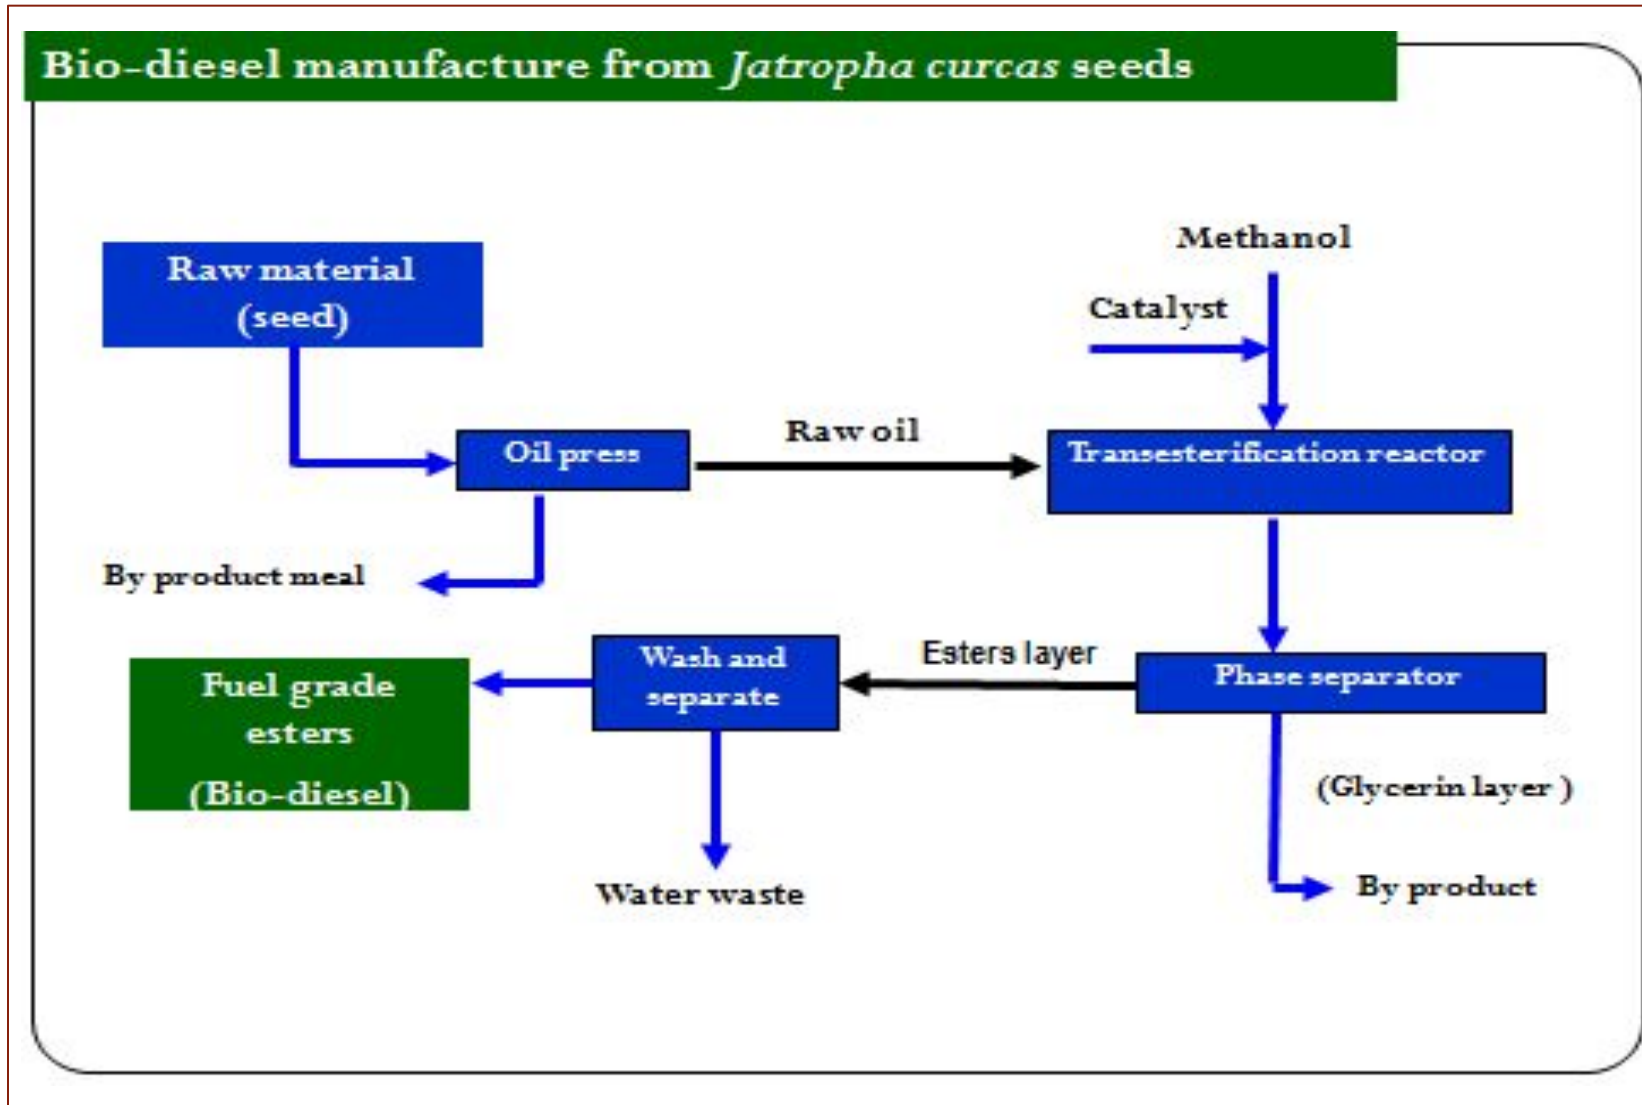 Bio-diesel manufacture from Jatropha curcas seeds
Raw material
(seed)
Methanol
Catalyst
Oil press
Raw oil
Transesterification reactor
By product meal
Fuel grade
esters
(Bio-diesel)
Wash and
separate
Esters layer
Phase separator
(Glycerin layer )
Water waste
By product